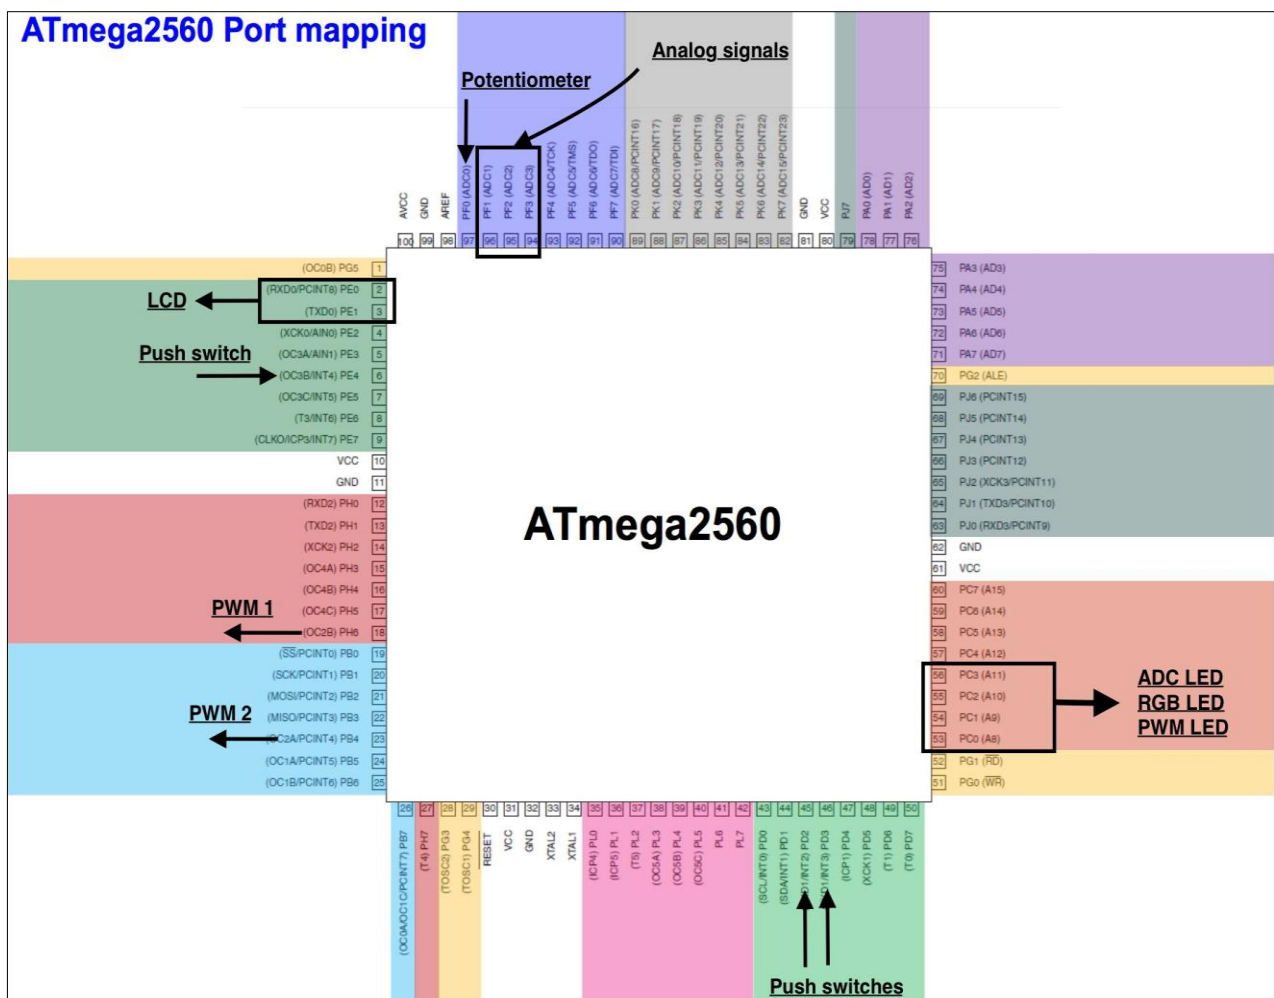 ATmega2560 Port mapping
Analog signals
Potentiometer
AVCC
GND
AREF
PF0 (ADC0)
PF1 (ADC1)
PF2 (ADC2)
PF3 (ADC3)
PF4 (ADC4/TCK)
PF5 (ADC5/TMS)
PF6 (ADC6/TDO)
PF7 (ADC7/TDI)
PK0 (ADC8/PCINT16)
PK1 (ADC9/PCINT17)
PK2 (ADC10/PCINT18)
PK3 (ADC11/PCINT19)
PK4 (ADC12/PCINT20)
PK5 (ADC13/PCINT21)
PK6 (ADC14/PCINT22)
PK7 (ADC15/PCINT23)
GND
VCC
PJ7
PA0 (AD0)
PA1 (AD1)
PA2 (AD2)
100 99 98 97 96 95 94 93 92 91 90 89 88 87 86 85 84 83 82 81 80 79 78 77 76
(OC0B) PG5 1
LCD
(RXD0/PCINT8) PE0 2
(TXD0) PE1 3
(XCK0/AIN0) PE2 4
Push switch
(OC3A/AIN1) PE3 5
(OC3B/INT4) PE4 6
(OC3C/INT5) PE5 7
(T3/INT6) PE6 8
(CLKO/ICP3/INT7) PE7 9
VCC 10
GND 11
(RXD2) PH0 12
(TXD2) PH1 13
(XCK2) PH2 14
(OC4A) PH3 15
(OC4B) PH4 16
PWM 1
(OC4C) PH5 17
(OC2B) PH6 18
(SS/PCINT0) PB0 19
(SCK/PCINT1) PB1 20
(MOSI/PCINT2) PB2 21
PWM 2
(MISO/PCINT3) PB3 22
(OC2A/PCINT4) PB4 23
(OC1A/PCINT5) PB5 24
(OC1B/PCINT6) PB6 25
ATmega2560
75 PA3 (AD3)
74 PA4 (AD4)
73 PA5 (AD5)
72 PA6 (AD6)
71 PA7 (AD7)
70 PG2 (ALE)
69 PJ6 (PCINT15)
68 PJ5 (PCINT14)
67 PJ4 (PCINT13)
66 PJ3 (PCINT12)
65 PJ2 (XCK3/PCINT11)
64 PJ1 (TXD3/PCINT10)
63 PJ0 (RXD3/PCINT9)
62 GND
61 VCC
60 PC7 (A15)
59 PC6 (A14)
58 PC5 (A13)
57 PC4 (A12)
56 PC3 (A11)
55 PC2 (A10)
54 PC1 (A9)
53 PC0 (A8)
52 PG1 (RD)
51 PG0 (WR)
ADC LED
RGB LED
PWM LED
26 27 28 29 30 31 32 33 34 35 36 37 38 39 40 41 42 43 44 45 46 47 48 49 50
(OC0A/OC1C/PCINT7) PB7
(T4) PH7
(TOSC2) PG3
(TOSC1) PG4
RESET
VCC
GND
XTAL2
XTAL1
(ICP4) PL0
(ICP5) PL1
(T5) PL2
(OC5A) PL3
(OC5B) PL4
(OC5C) PL5
PL6
PL7
(SCL/INT0) PD0
(SDA/INT1) PD1
D1/INT2) PD2
D1/INT3) PD3
(ICP1) PD4
(XCK1) PD5
(T1) PD6
(T0) PD7
Push switches